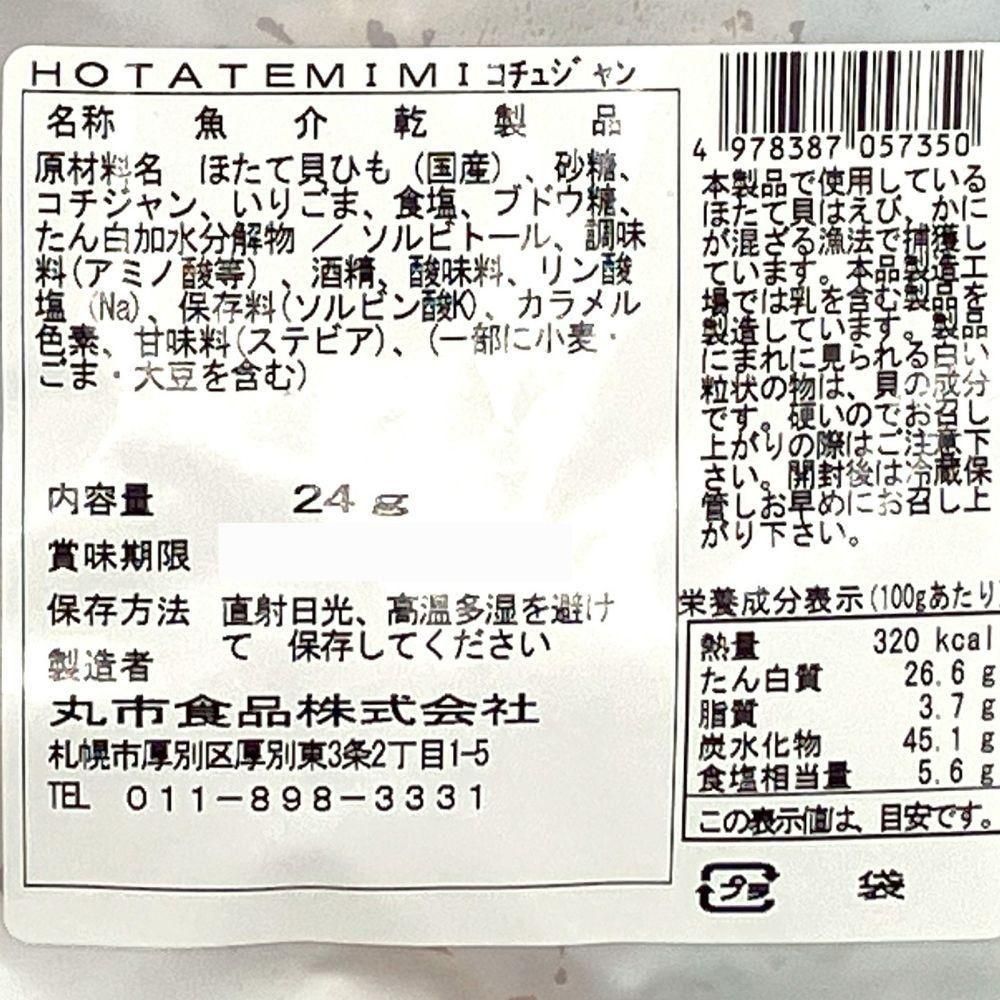 HOTATEMIMIコチュジャン
名称 魚介乾製品
原材料名 ほたて貝ひも（国産）、砂糖、
コチジャン、いりごま、食塩、ブドウ糖、
たん白加水分解物／ソルビトール、調味
料(アミノ酸等)、酒精、酸味料、リン酸
塩(Na)、保存料(ソルビン酸K)、カラメル
色素、甘味料(ステビア)、(一部に小麦・
ごま・大豆を含む)
内容量 24g
賞味期限
保存方法 直射日光、高温多湿を避け
て 保存してください
製造者
丸市食品株式会社
札幌市厚別区厚別東3条2丁目1-5
TEL 011-898-3331
4 978387 057350
本製品で使用している
ほたて貝はえび、かに
が混ざる漁法で捕獲し
ています。本品製造工
場では乳を含む製品を
製造しています。製品
にまれに見られる白い
粒状の物は、貝の成分
です。硬いのでお召し
上がりの際はご注意下
さい。開封後は冷蔵保
管しお早めにお召し上
がり下さい。
栄養成分表示(100gあたり
熱量 320 kcal
たん白質 26.6 g
脂質 3.7 g
炭水化物 45.1 g
食塩相当量 5.6 g
この表示値は、目安です。
プラ 袋